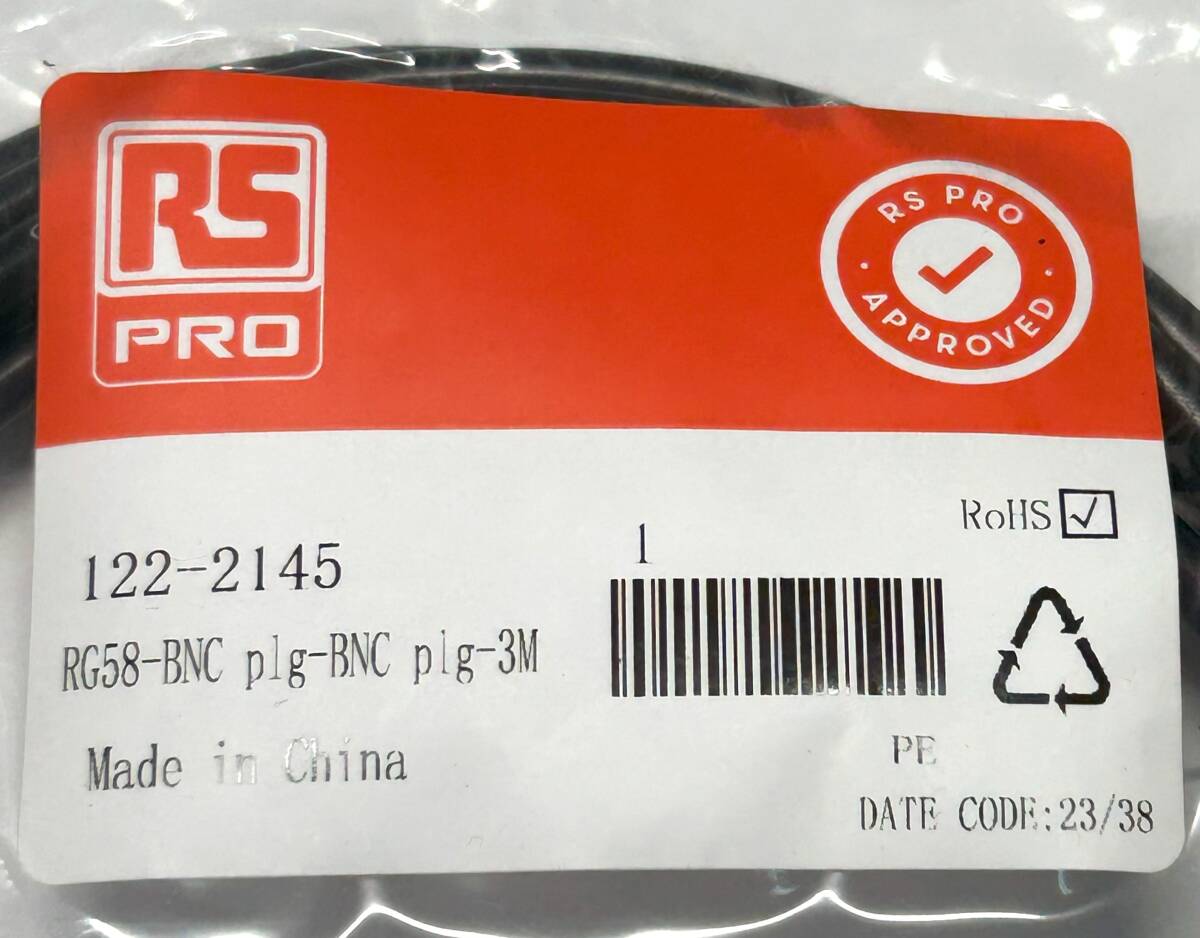 RS
PRO
RS PRO
APPROVED
RoHS
122-2145
1
RG58-BNC plg-BNC plg-3M
Made in China
PE
DATE CODE:23/38